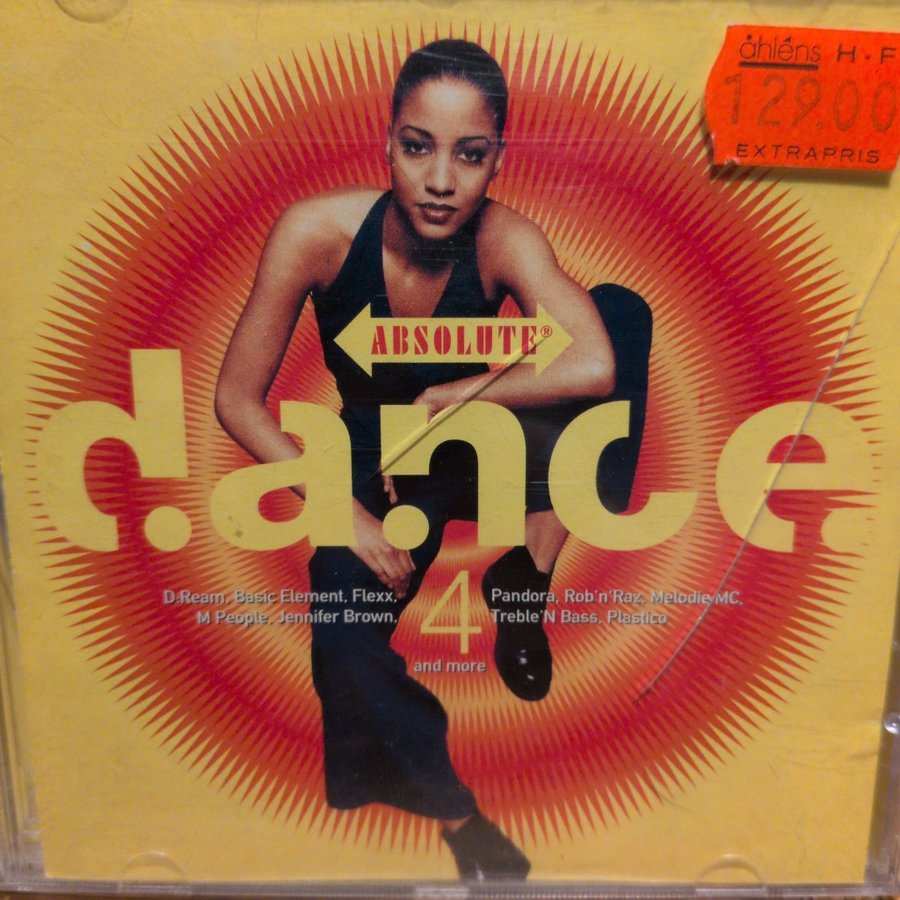 åhléns H·F
129.00
EXTRAPRIS
ABSOLUTE®
dance
D.Ream, Basic Element, Flexx,
M People, Jennifer Brown,
4
Pandora, Rob'n'Raz, Melodie MC,
Treble'N Bass, Plastico
and more